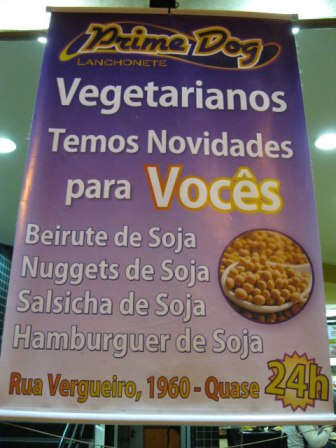 Prime Dog
LANCHONETE
Vegetarianos
Temos Novidades
para Vocês
Beirute de Soja
Nuggets de Soja
Salsicha de Soja
Hamburguer de Soja
Rua Vergueiro, 1960 - Quase 24h